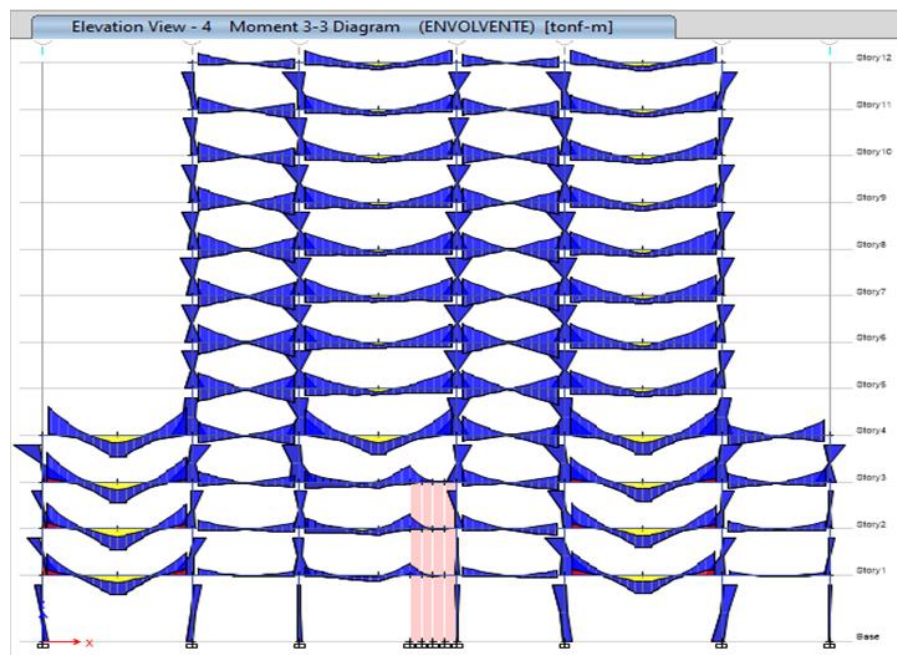 Elevation View - 4    Moment 3-3 Diagram    (ENVOLVENTE)  [tonf-m]
Story12
Story11
Story10
Story9
Story8
Story7
Story6
Story5
Story4
Story3
Story2
Story1
Base
X